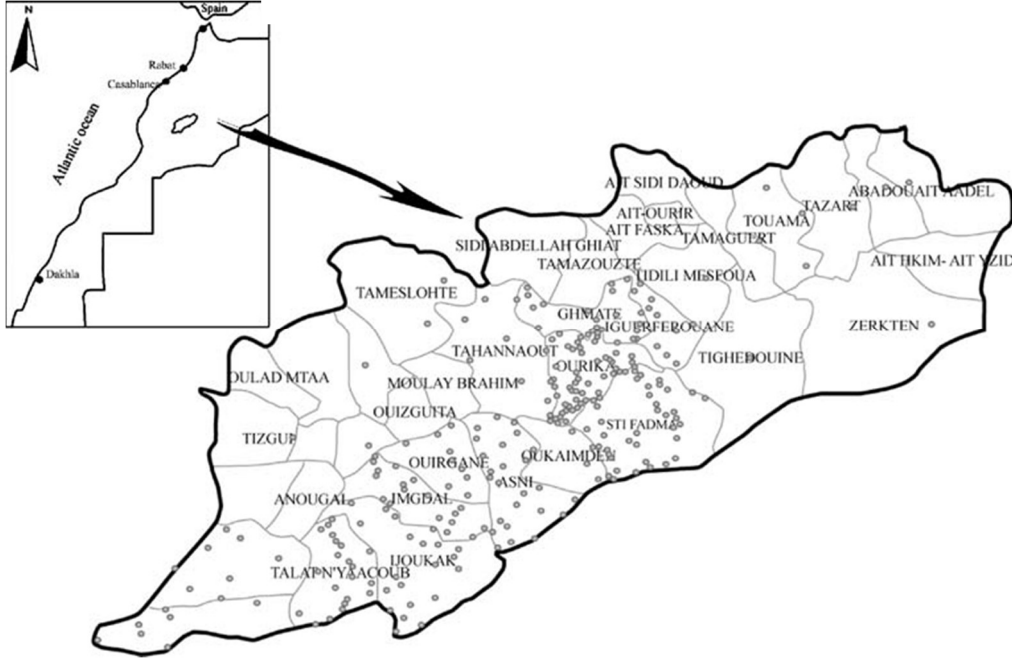 N
Spain
Rabat
Casablanca
Atlantic ocean
Dakhla
AIT SIDI DAOUD
ABADOU
AIT AADEL
TAZART
AIT-OURIR
TOUAMA
AIT FASKA
TAMAGUERT
SIDI ABDELLAH GHIAT
TAMAZOUZTE
AIT HKIM- AIT YZID
TIDILI MESFOUA
TAMESLOHTE
GHMATE
IGUERFEROUANE
ZERKTEN
TAHANNAOUT
TIGHEDOUINE
OURIKA
OULAD MTAA
MOULAY BRAHIM
OUIZGUITA
STI FADMA
TIZGUI
OUKAIMDEN
OUIRGANE
ASNI
ANOUGAL
IMGDAL
IJOUKAK
TALAT N'YAACOUB